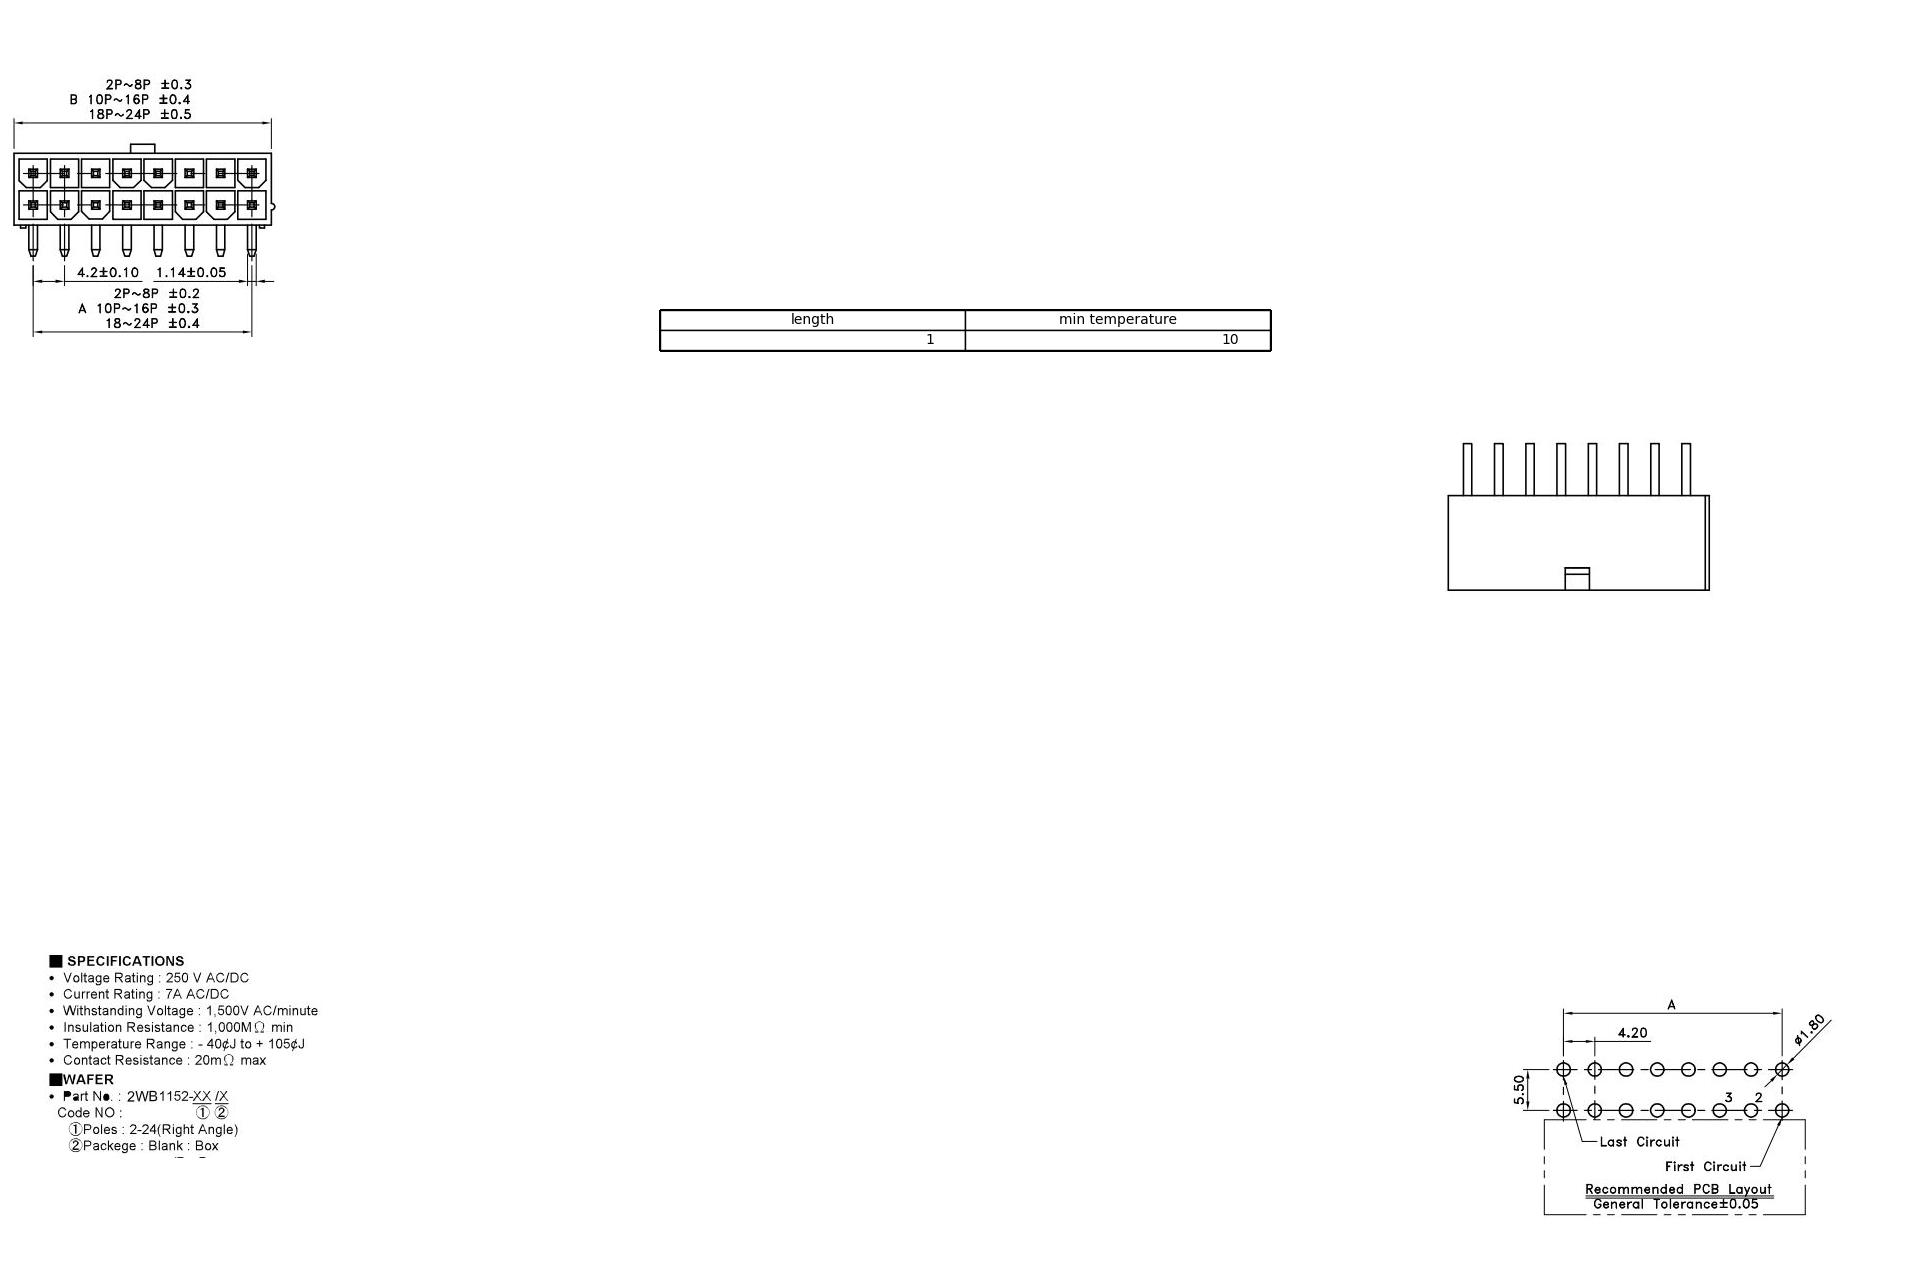 2P~8P ±0.3
B 10P~16P ±0.4
18P~24P ±0.5
4.2±0.10 1.14±0.05
2P~8P ±0.2
A 10P~16P ±0.3
18~24P ±0.4
length min temperature
1 10
■ SPECIFICATIONS
• Voltage Rating : 250 V AC/DC
• Current Rating : 7A AC/DC
• Withstanding Voltage : 1,500V AC/minute
• Insulation Resistance : 1,000MΩ min
• Temperature Range : - 40¢J to + 105¢J
• Contact Resistance : 20mΩ max
■WAFER
• Part No. : 2WB1152-XX /X
Code NO : ① ②
①Poles : 2-24(Right Angle)
②Packege : Blank : Box
A
4.20
ø1.80
5.50
3 2
Last Circuit
First Circuit
Recommended PCB Layout
General Tolerance±0.05